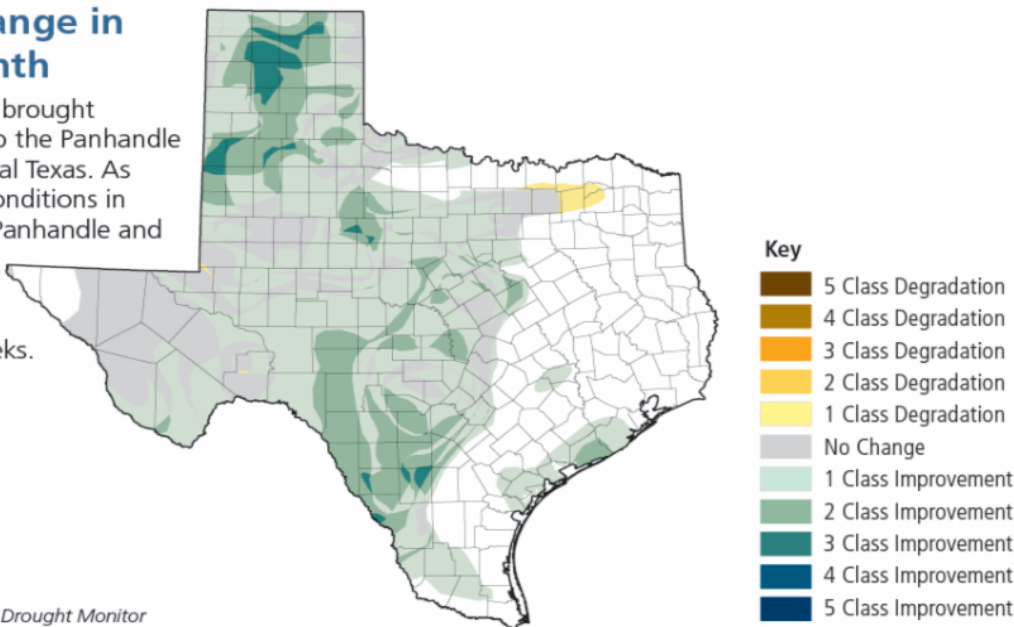 ange in
nth
brought
o the Panhandle
al Texas. As
onditions in
Panhandle and
eks.
Drought Monitor
Key
5 Class Degradation
4 Class Degradation
3 Class Degradation
2 Class Degradation
1 Class Degradation
No Change
1 Class Improvement
2 Class Improvement
3 Class Improvement
4 Class Improvement
5 Class Improvement